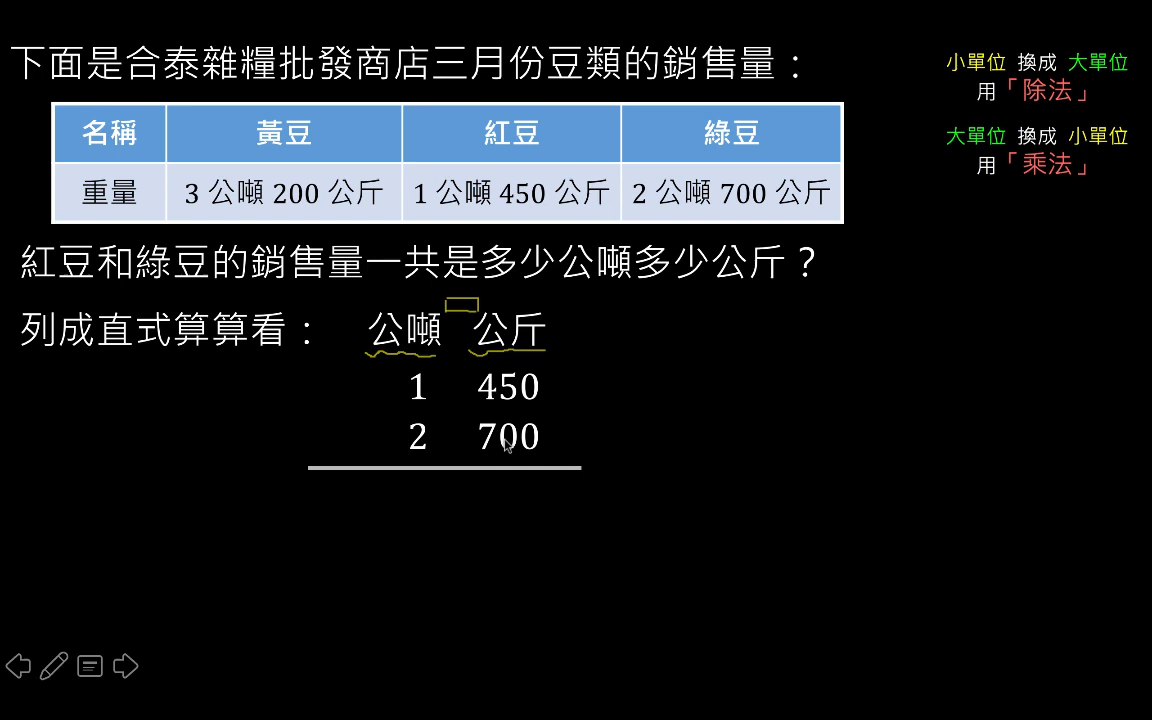 下面是合泰雜糧批發商店三月份豆類的銷售量：
小單位 換成 大單位
用「除法」
大單位 換成 小單位
用「乘法」
名稱 黃豆 紅豆 綠豆
重量 3 公噸 200 公斤 1 公噸 450 公斤 2 公噸 700 公斤
紅豆和綠豆的銷售量一共是多少公噸多少公斤？
列成直式算算看： 公噸 公斤
1 450
2 700